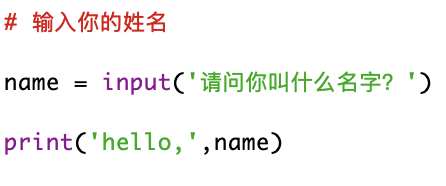 # 输入你的姓名
name = input('请问你叫什么名字？')
print('hello,',name)